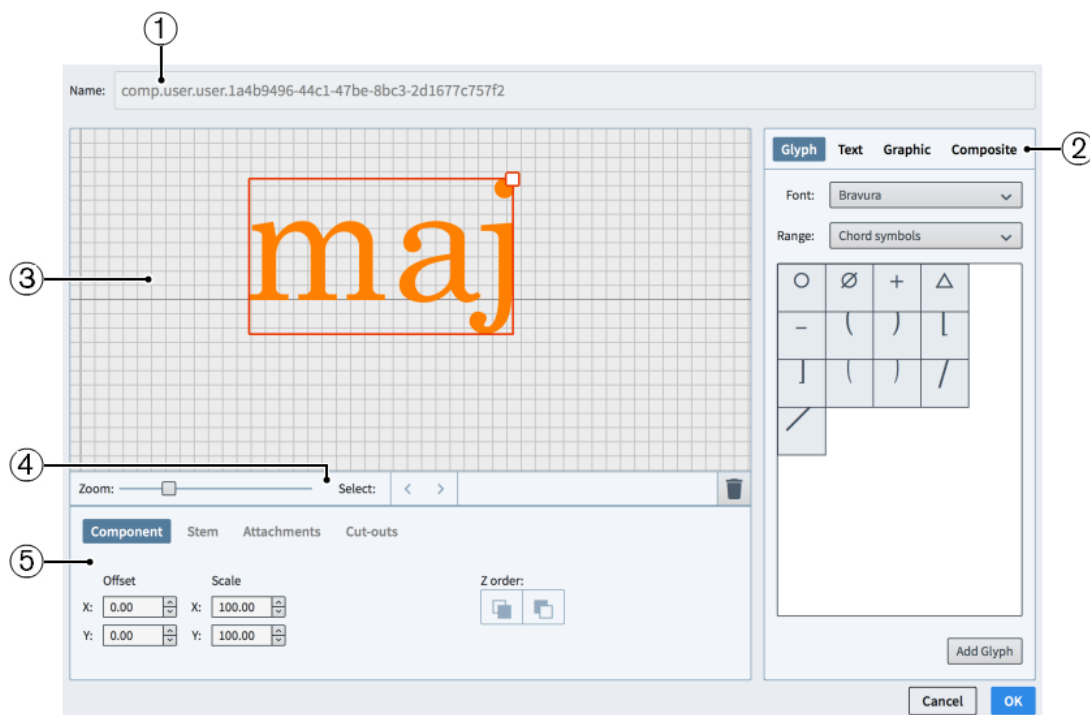 1
Name: comp.user.user.1a4b9496-44c1-47be-8bc3-2d1677c757f2
Glyph Text Graphic Composite 2
Font: Bravura
Range: Chord symbols
maj
3
4
Zoom: Select: < >
Component Stem Attachments Cut-outs
5
Offset Scale Z order:
X: 0.00 X: 100.00
Y: 0.00 Y: 100.00
Add Glyph
Cancel OK